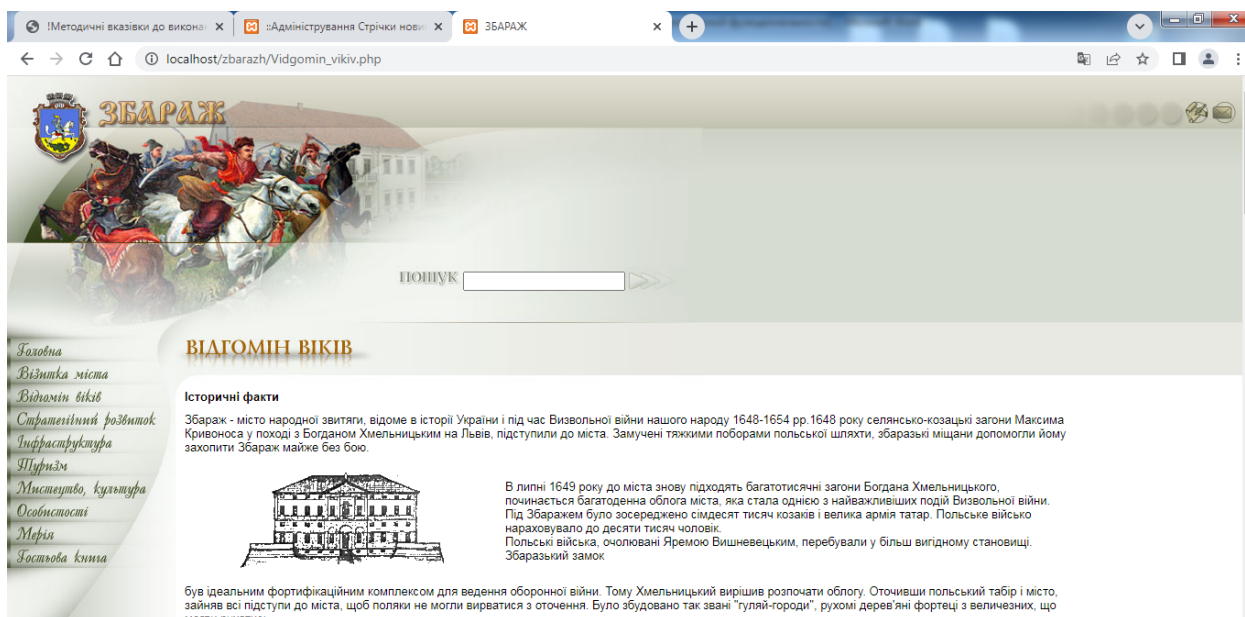 !Методичні вказівки до викона
::Адміністрування Стрічки нови
ЗБАРАЖ
localhost/zbarazh/Vidgomin_vikiv.php
ЗБАРАЖ
ПОШУК
Головна
Візитка міста
Відгомін віків
Стратегічний розвиток
Інфраструктура
Туризм
Мистецтво, культура
Особистості
Мерія
Гостьова книга
ВІДГОМІН ВІКІВ
Історичні факти
Збараж - місто народної звитяги, відоме в історії України і під час Визвольної війни нашого народу 1648-1654 рр.1648 року селянсько-козацькі загони Максима
Кривоноса у поході з Богданом Хмельницьким на Львів, підступили до міста. Замучені тяжкими поборами польської шляхти, збаразькі міщани допомогли йому
захопити Збараж майже без бою.
В липні 1649 року до міста знову підходять багатотисячні загони Богдана Хмельницького,
починається багатоденна облога міста, яка стала однією з найважливіших подій Визвольної війни.
Під Збаражем було зосереджено сімдесят тисяч козаків і велика армія татар. Польське військо
нараховувало до десяти тисяч чоловік.
Польські війська, очолювані Яремою Вишневецьким, перебували у більш вигідному становищі.
Збаразький замок
був ідеальним фортифікаційним комплексом для ведення оборонної війни. Тому Хмельницький вирішив розпочати облогу. Оточивши польський табір і місто,
зайняв всі підступи до міста, щоб поляки не могли вирватися з оточення. Було збудовано так звані "гуляй-городи", рухомі дерев'яні фортеці з величезних, що